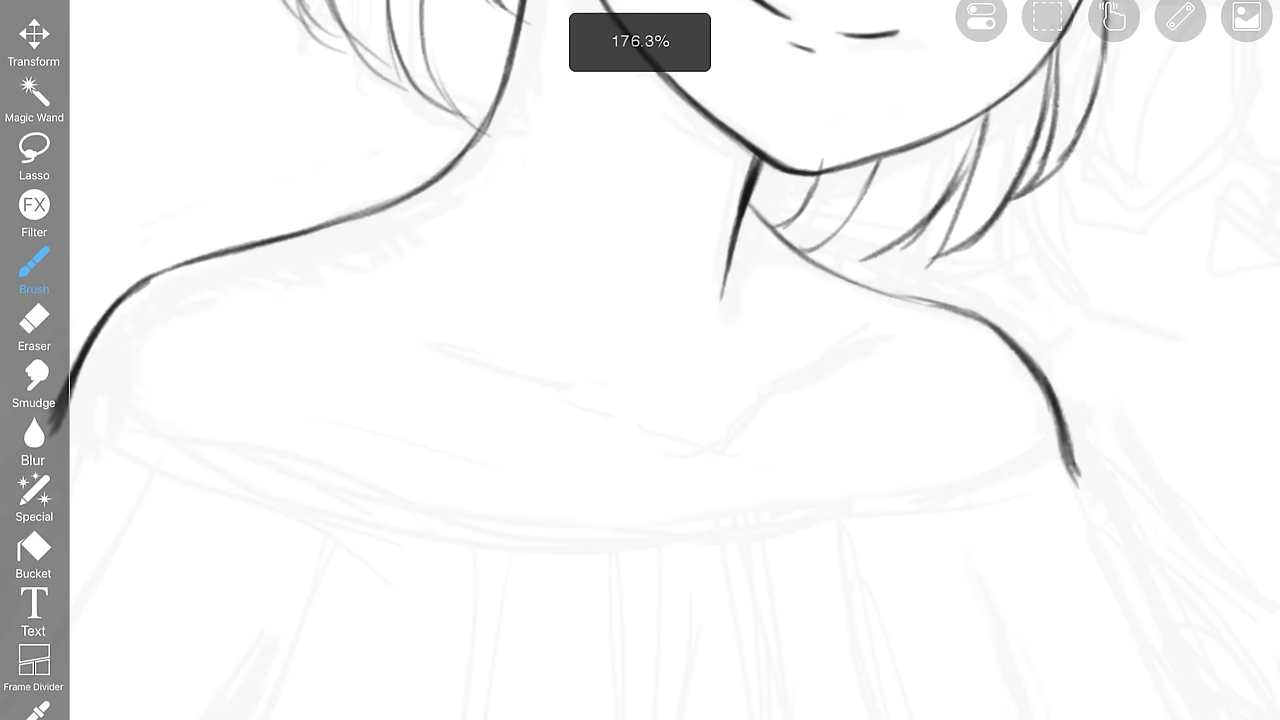 176.3%
Transform
Magic Wand
Lasso
FX
Filter
Brush
Eraser
Smudge
Blur
Special
Bucket
T
Text
Frame Divider